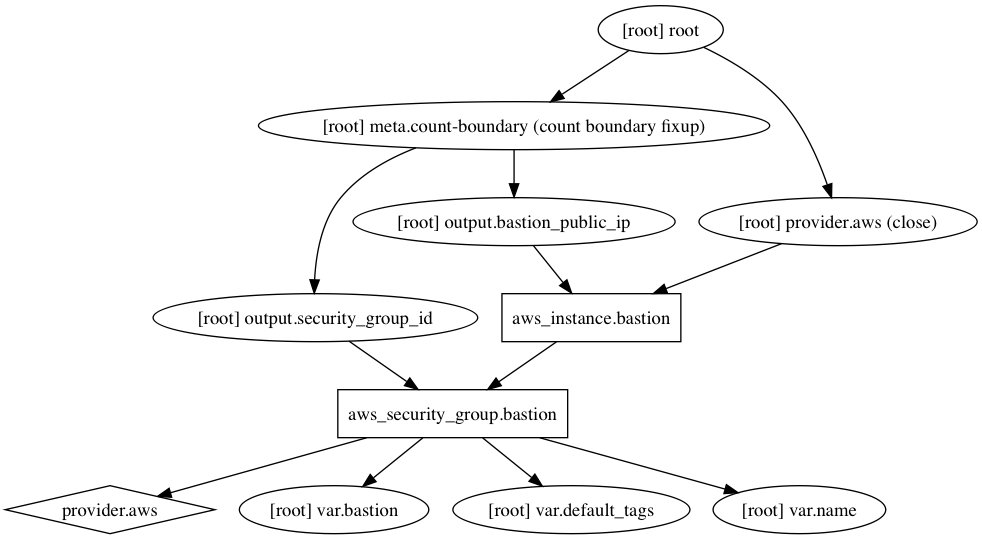 [root] root
[root] meta.count-boundary (count boundary fixup)
[root] output.bastion_public_ip
[root] provider.aws (close)
[root] output.security_group_id
aws_instance.bastion
aws_security_group.bastion
provider.aws
[root] var.bastion
[root] var.default_tags
[root] var.name